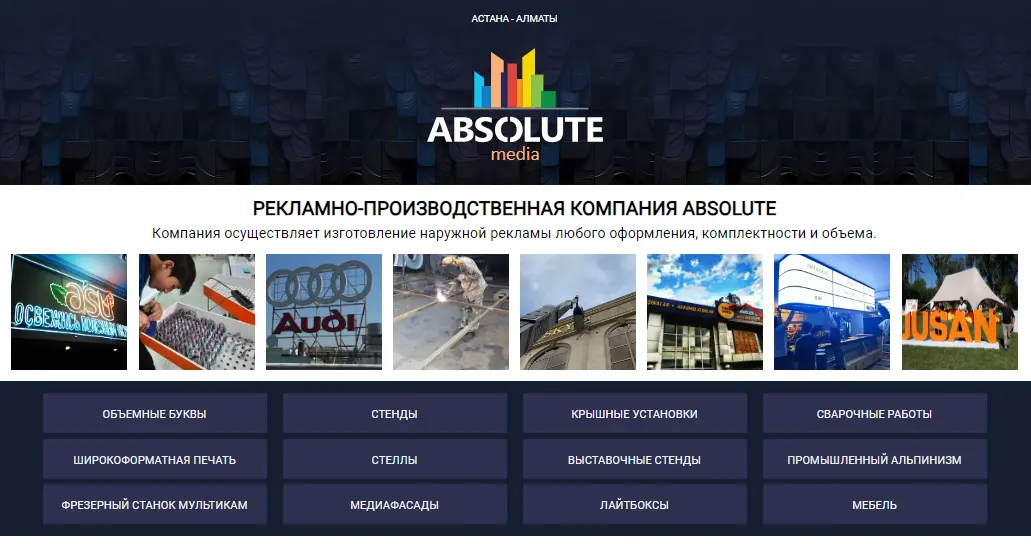 АСТАНА - АЛМАТЫ
ABSOLUTE
media
РЕКЛАМНО-ПРОИЗВОДСТВЕННАЯ КОМПАНИЯ ABSOLUTE
Компания осуществляет изготовление наружной рекламы любого оформления, комплектности и объема.
asu
Audi
JUSAN
ОБЪЕМНЫЕ БУКВЫ
СТЕНДЫ
КРЫШНЫЕ УСТАНОВКИ
СВАРОЧНЫЕ РАБОТЫ
ШИРОКОФОРМАТНАЯ ПЕЧАТЬ
СТЕЛЛЫ
ВЫСТАВОЧНЫЕ СТЕНДЫ
ПРОМЫШЛЕННЫЙ АЛЬПИНИЗМ
ФРЕЗЕРНЫЙ СТАНОК МУЛЬТИКАМ
МЕДИАФАСАДЫ
ЛАЙТБОКСЫ
МЕБЕЛЬ